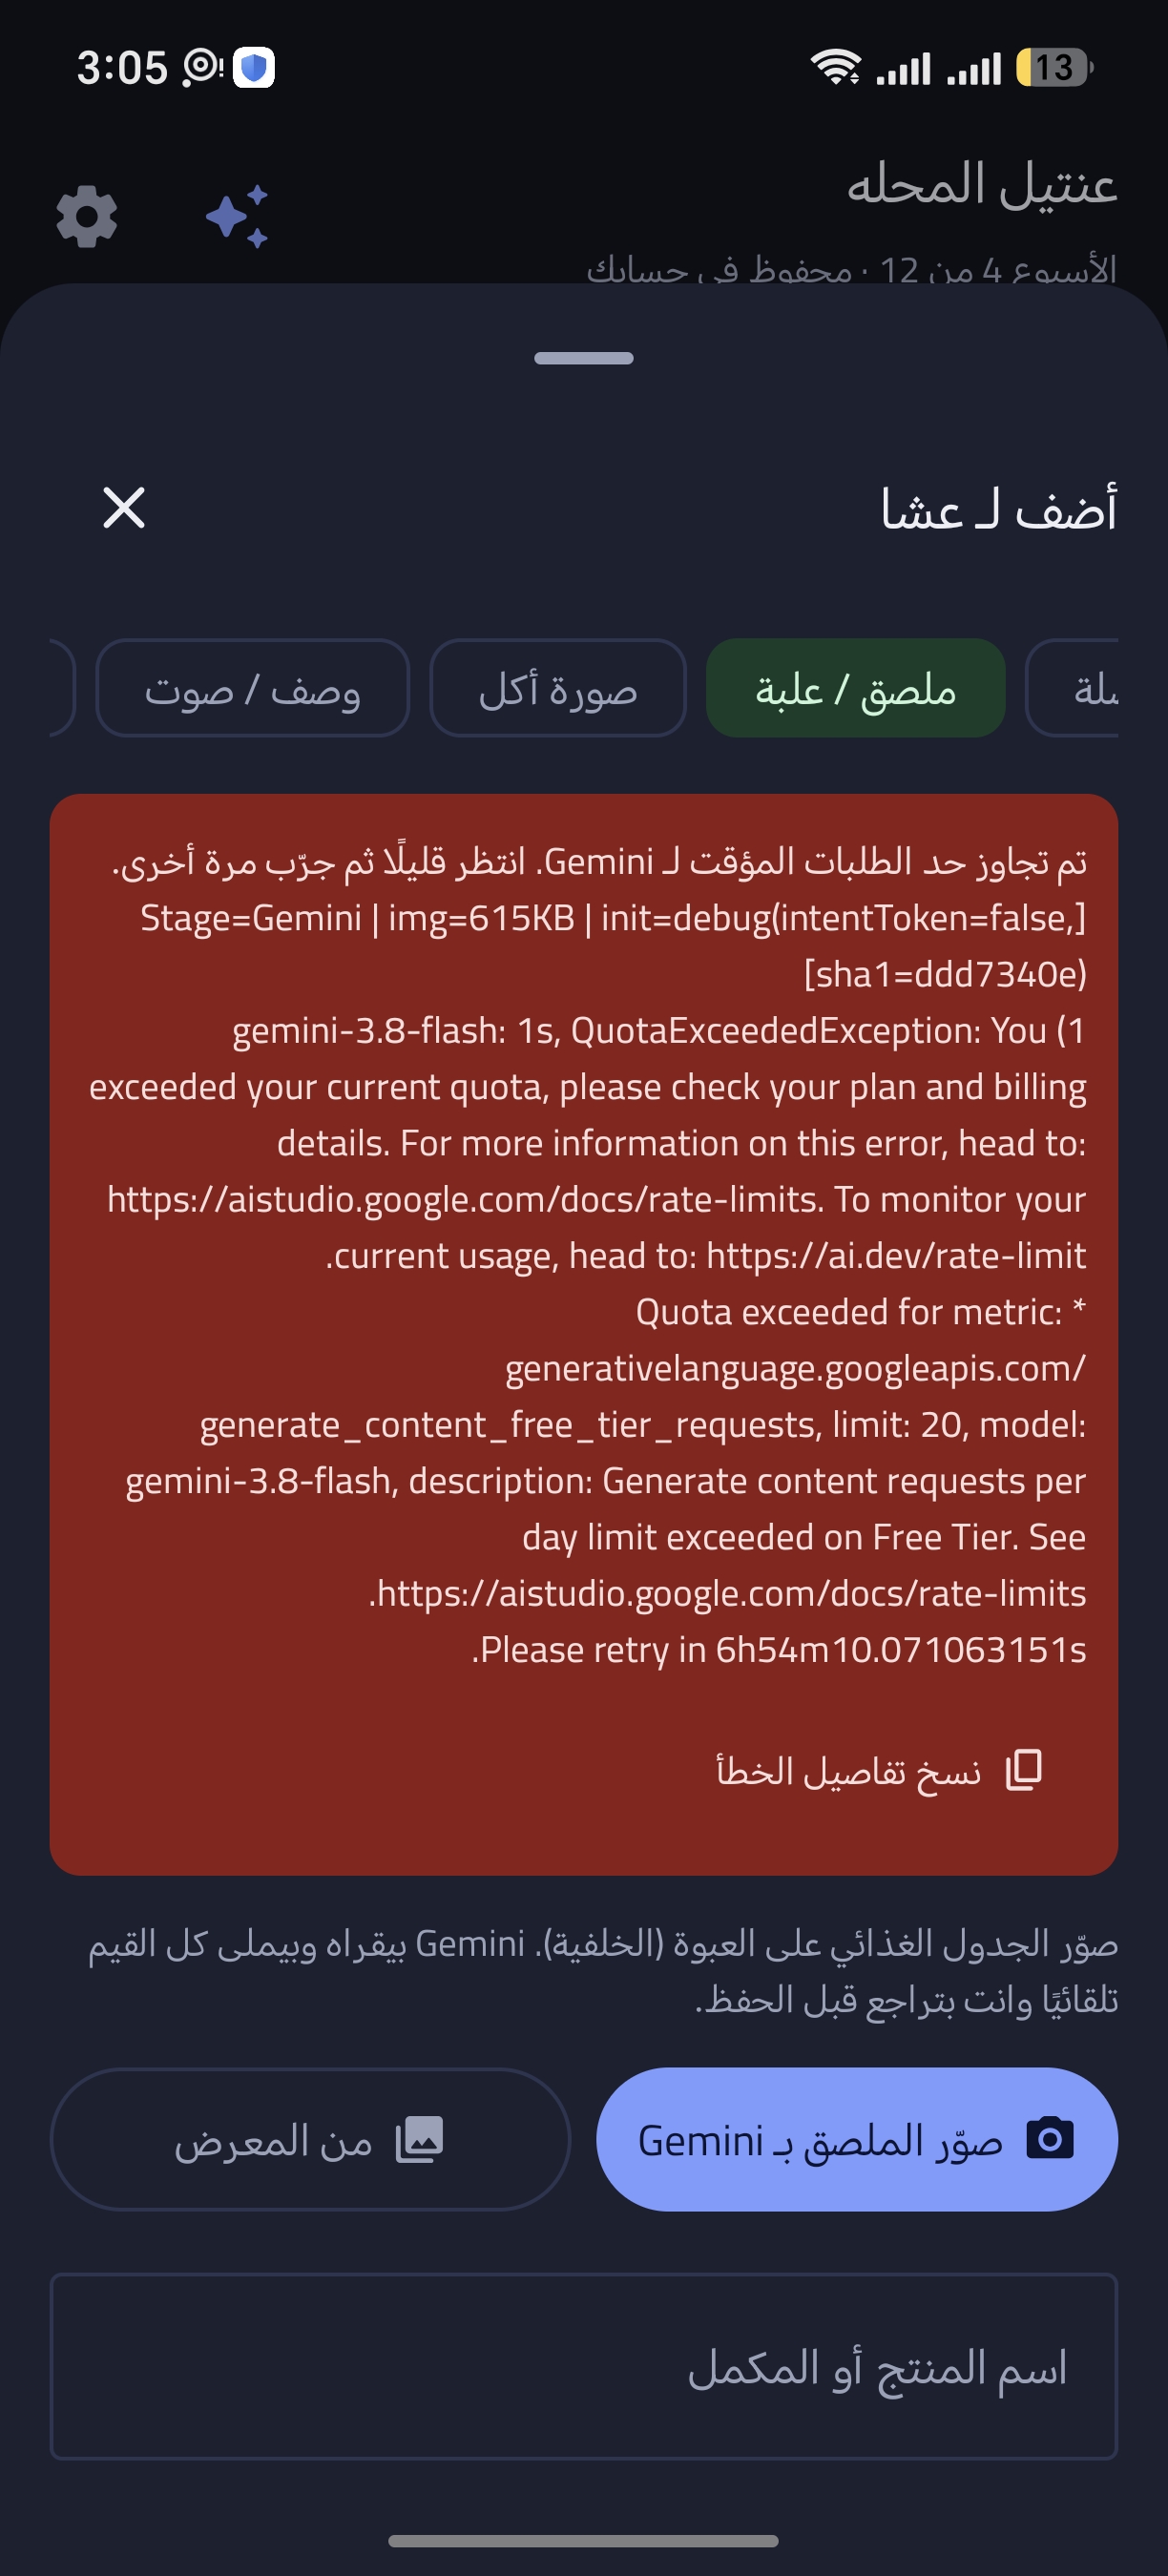 3:05
13
عنتيل المحله
الأسبوع 4 من 12 · محفوظ في حسابك
أضف لـ عشا
ملصق / علبة
صورة أكل
وصف / صوت
تم تجاوز حد الطلبات المؤقت لـ Gemini. انتظر قليلًا ثم جرّب مرة أخرى.
[Stage=Gemini | img=615KB | init=debug(intentToken=false,
sha1=ddd7340e)]
1) gemini-3.8-flash: 1s, QuotaExceededException: You
exceeded your current quota, please check your plan and billing
details. For more information on this error, head to:
https://aistudio.google.com/docs/rate-limits. To monitor your
current usage, head to: https://ai.dev/rate-limit.
* Quota exceeded for metric:
generativelanguage.googleapis.com/
generate_content_free_tier_requests, limit: 20, model:
gemini-3.8-flash, description: Generate content requests per
day limit exceeded on Free Tier. See
https://aistudio.google.com/docs/rate-limits.
Please retry in 6h54m10.071063151s.
نسخ تفاصيل الخطأ
صوّر الجدول الغذائي على العبوة (الخلفية). Gemini بيقراه وبيملى كل القيم
تلقائيًا وانت بتراجع قبل الحفظ.
صوّر الملصق بـ Gemini
من المعرض
اسم المنتج أو المكمل